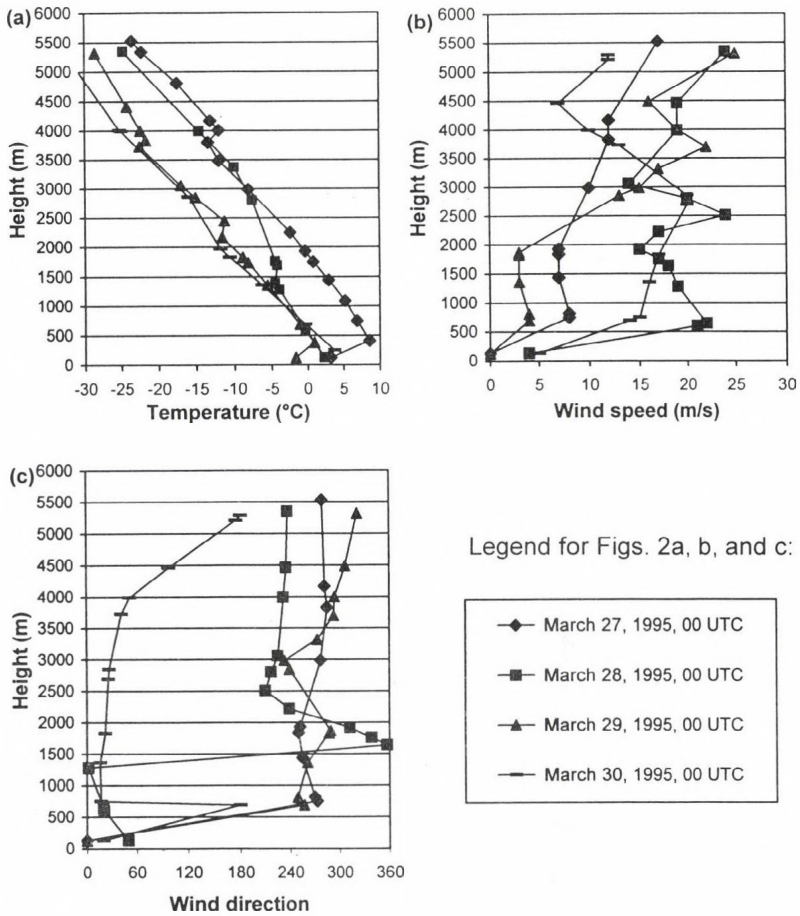 (a)
6000
5500
5000
4500
4000
3500
3000
2500
2000
1500
1000
500
0
Height (m)
-30 -25 -20 -15 -10 -5 0 5 10
Temperature (°C)
(b)
6000
5500
5000
4500
4000
3500
3000
2500
2000
1500
1000
500
0
Height (m)
0 5 10 15 20 25 30
Wind speed (m/s)
(c)
6000
5500
5000
4500
4000
3500
3000
2500
2000
1500
1000
500
0
Height (m)
0 60 120 180 240 300 360
Wind direction
Legend for Figs. 2a, b, and c:
March 27, 1995, 00 UTC
March 28, 1995, 00 UTC
March 29, 1995, 00 UTC
March 30, 1995, 00 UTC